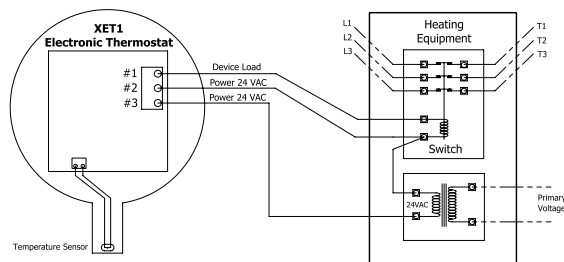 XET1
Electronic Thermostat
#1
#2
#3
Temperature Sensor
Device Load
Power 24 VAC
Power 24 VAC
Heating
Equipment
L1
L2
L3
T1
T2
T3
Switch
24VAC
Primary
Voltage